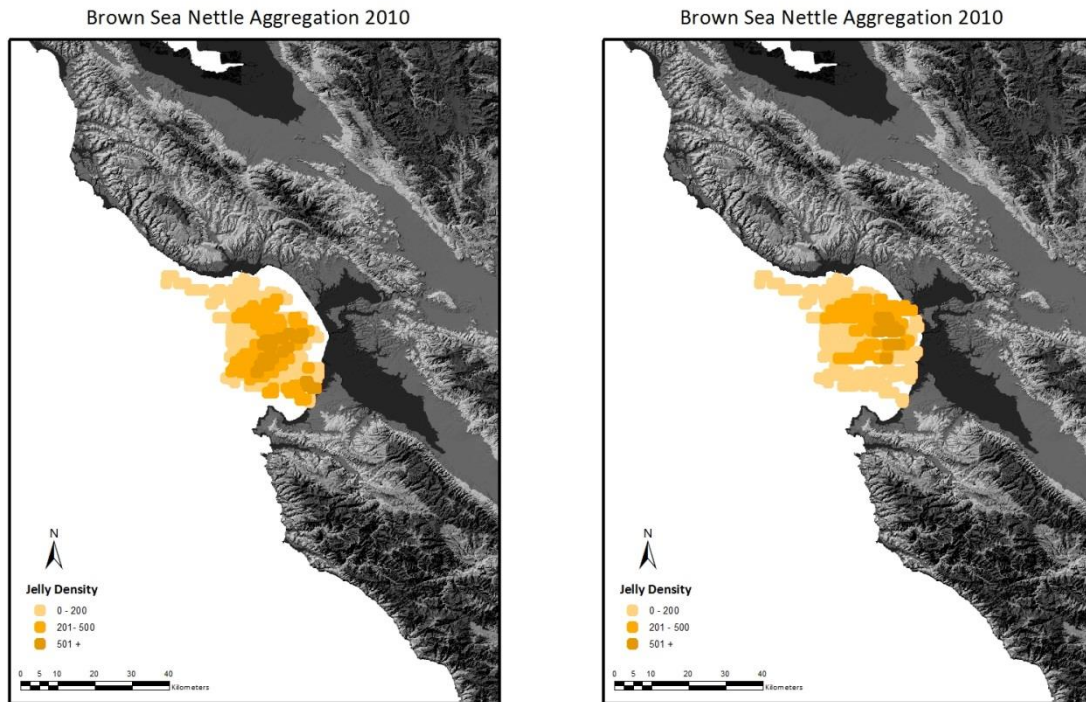 Brown Sea Nettle Aggregation 2010
N
Jelly Density
0 - 200
201- 500
501 +
0 5 10 20 30 40
Kilometers
Brown Sea Nettle Aggregation 2010
N
Jelly Density
0 - 200
201- 500
501 +
0 5 10 20 30 40
Kilometers